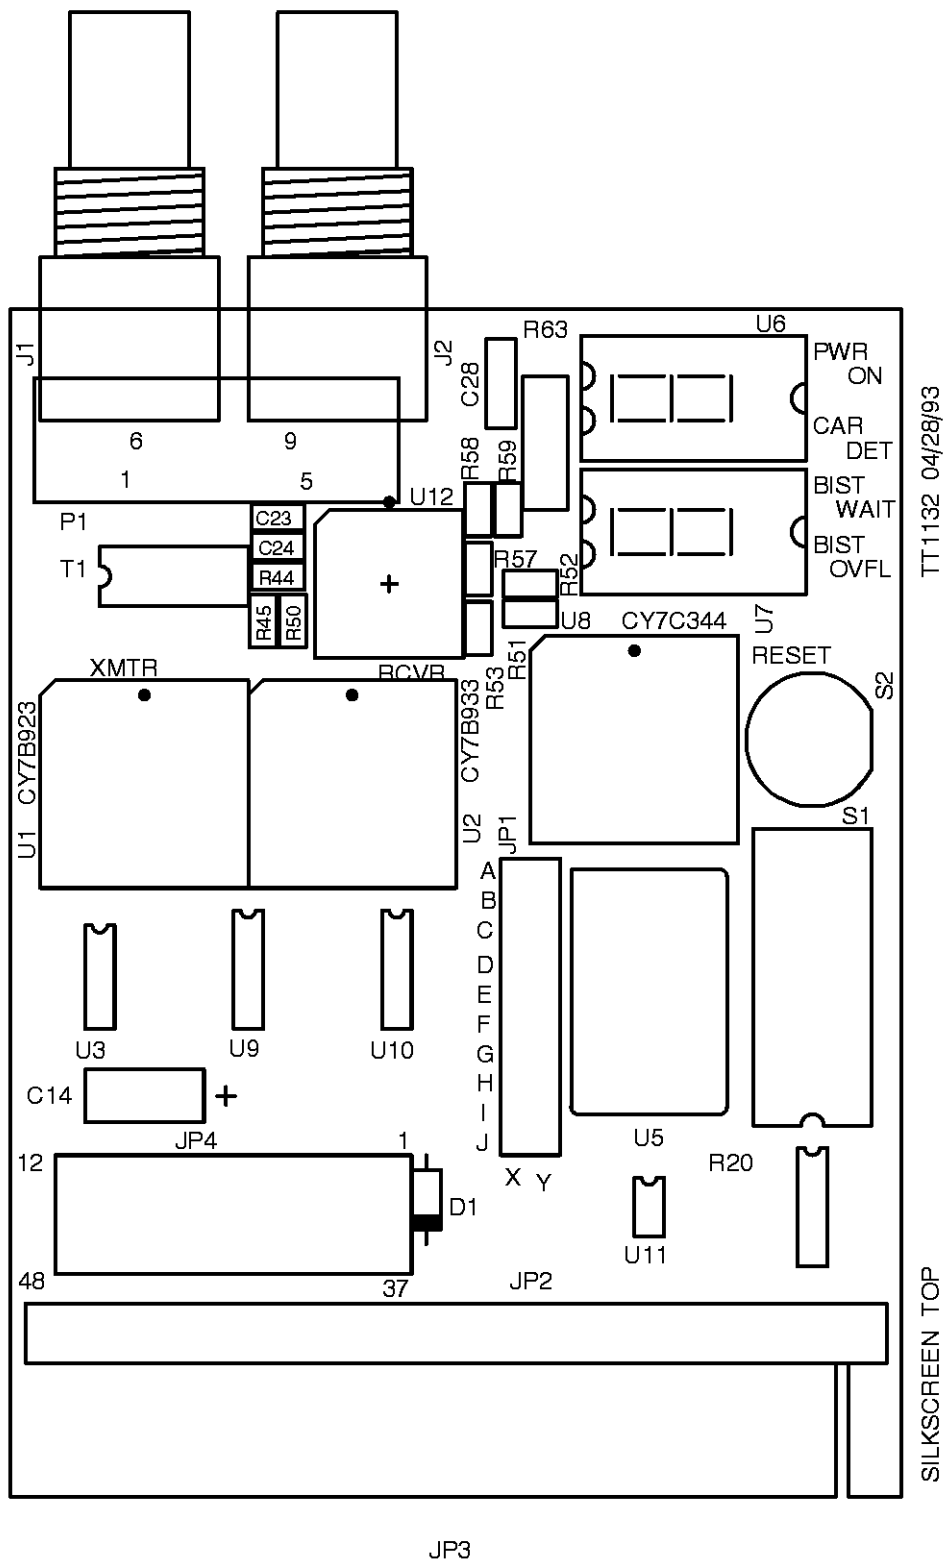 R63
U6
J1
J2
C28
PWR
ON
CAR
DET
TT1132 04/28/93
6
9
1
5
R58
R59
BIST
WAIT
BIST
OVFL
P1
U12
C23
C24
T1
R44
R45
R50
R57
R52
U8
CY7C344
U7
R51
R53
RESET
S2
XMTR
RCVR
CY7B923
U1
CY7B933
U2
JP1
S1
A
B
C
D
E
F
G
H
I
J
X
Y
U3
U9
U10
C14
+
JP4
12
1
D1
48
37
U5
R20
U11
JP2
SILKSCREEN TOP
JP3